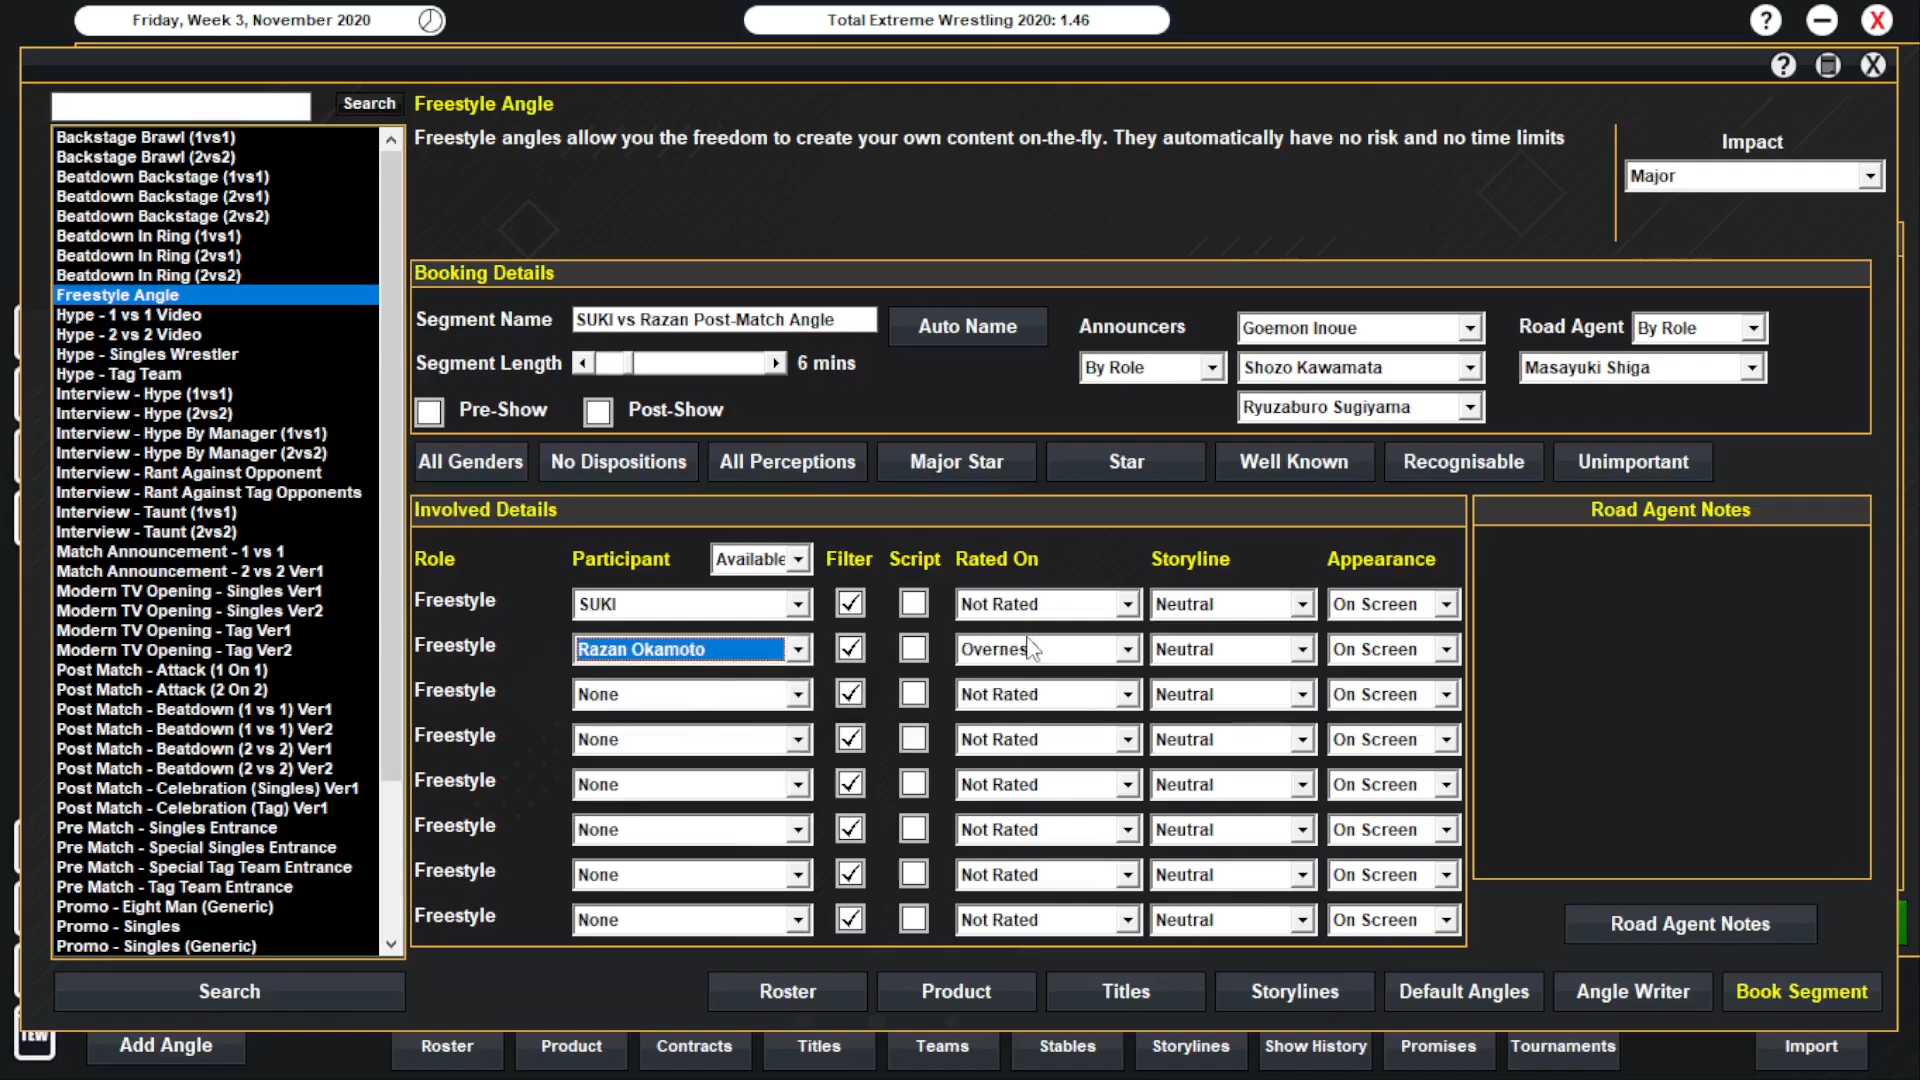 Friday, Week 3, November 2020
Total Extreme Wrestling 2020: 1.46
? X
? X
Search
Freestyle Angle
Freestyle angles allow you the freedom to create your own content on-the-fly. They automatically have no risk and no time limits
Impact
Major
Backstage Brawl (1vs1)
Backstage Brawl (2vs2)
Beatdown Backstage (1vs1)
Beatdown Backstage (2vs1)
Beatdown Backstage (2vs2)
Beatdown In Ring (1vs1)
Beatdown In Ring (2vs1)
Beatdown In Ring (2vs2)
Freestyle Angle
Hype - 1 vs 1 Video
Hype - 2 vs 2 Video
Hype - Singles Wrestler
Hype - Tag Team
Interview - Hype (1vs1)
Interview - Hype (2vs2)
Interview - Hype By Manager (1vs1)
Interview - Hype By Manager (2vs2)
Interview - Rant Against Opponent
Interview - Rant Against Tag Opponents
Interview - Taunt (1vs1)
Interview - Taunt (2vs2)
Match Announcement - 1 vs 1
Match Announcement - 2 vs 2 Ver1
Modern TV Opening - Singles Ver1
Modern TV Opening - Singles Ver2
Modern TV Opening - Tag Ver1
Modern TV Opening - Tag Ver2
Post Match - Attack (1 On 1)
Post Match - Attack (2 On 2)
Post Match - Beatdown (1 vs 1) Ver1
Post Match - Beatdown (1 vs 1) Ver2
Post Match - Beatdown (2 vs 2) Ver1
Post Match - Beatdown (2 vs 2) Ver2
Post Match - Celebration (Singles) Ver1
Post Match - Celebration (Tag) Ver1
Pre Match - Singles Entrance
Pre Match - Special Singles Entrance
Pre Match - Special Tag Team Entrance
Pre Match - Tag Team Entrance
Promo - Eight Man (Generic)
Promo - Singles
Promo - Singles (Generic)
Search
Booking Details
Segment Name SUKI vs Razan Post-Match Angle Auto Name Announcers Goemon Inoue Road Agent By Role
Segment Length 6 mins By Role Shozo Kawamata Masayuki Shiga
Pre-Show Post-Show Ryuzaburo Sugiyama
All Genders No Dispositions All Perceptions Major Star Star Well Known Recognisable Unimportant
Involved Details
Road Agent Notes
Role Participant Available Filter Script Rated On Storyline Appearance
Freestyle SUKI Not Rated Neutral On Screen
Freestyle Razan Okamoto Overnes Neutral On Screen
Freestyle None Not Rated Neutral On Screen
Freestyle None Not Rated Neutral On Screen
Freestyle None Not Rated Neutral On Screen
Freestyle None Not Rated Neutral On Screen
Freestyle None Not Rated Neutral On Screen
Freestyle None Not Rated Neutral On Screen
Road Agent Notes
Roster Product Titles Storylines Default Angles Angle Writer Book Segment
TEW Add Angle Roster Product Contracts Titles Teams Stables Storylines Show History Promises Tournaments Import